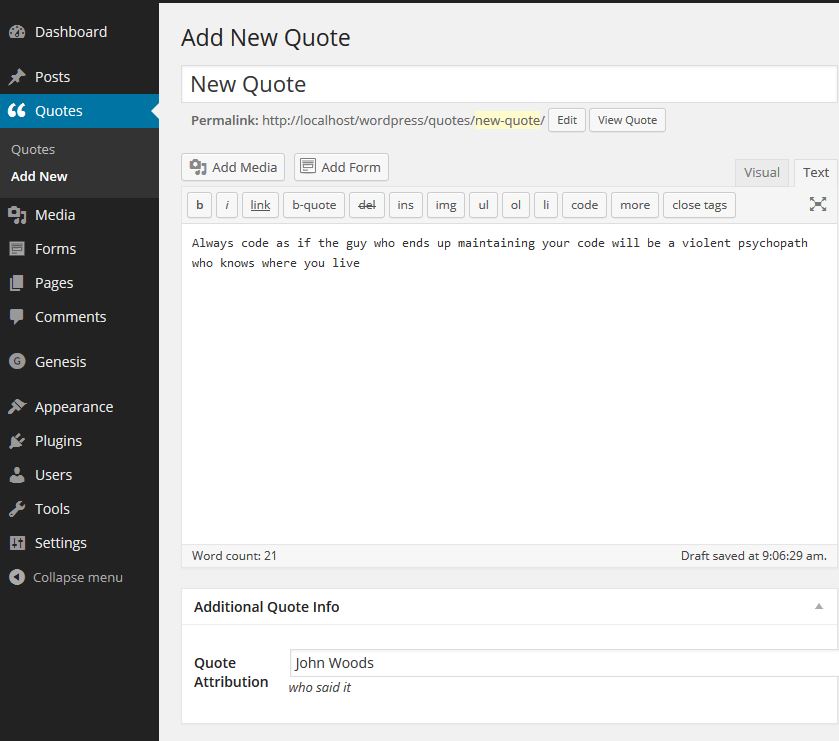 Dashboard
Posts
Quotes
Quotes
Add New
Media
Forms
Pages
Comments
G Genesis
Appearance
Plugins
Users
Tools
Settings
Collapse menu
Add New Quote
New Quote
Permalink: http://localhost/wordpress/quotes/new-quote/ Edit View Quote
Add Media Add Form Visual Text
b i link b-quote del ins img ul ol li code more close tags
Always code as if the guy who ends up maintaining your code will be a violent psychopath
who knows where you live
Word count: 21 Draft saved at 9:06:29 am.
Additional Quote Info
Quote
Attribution
John Woods
who said it